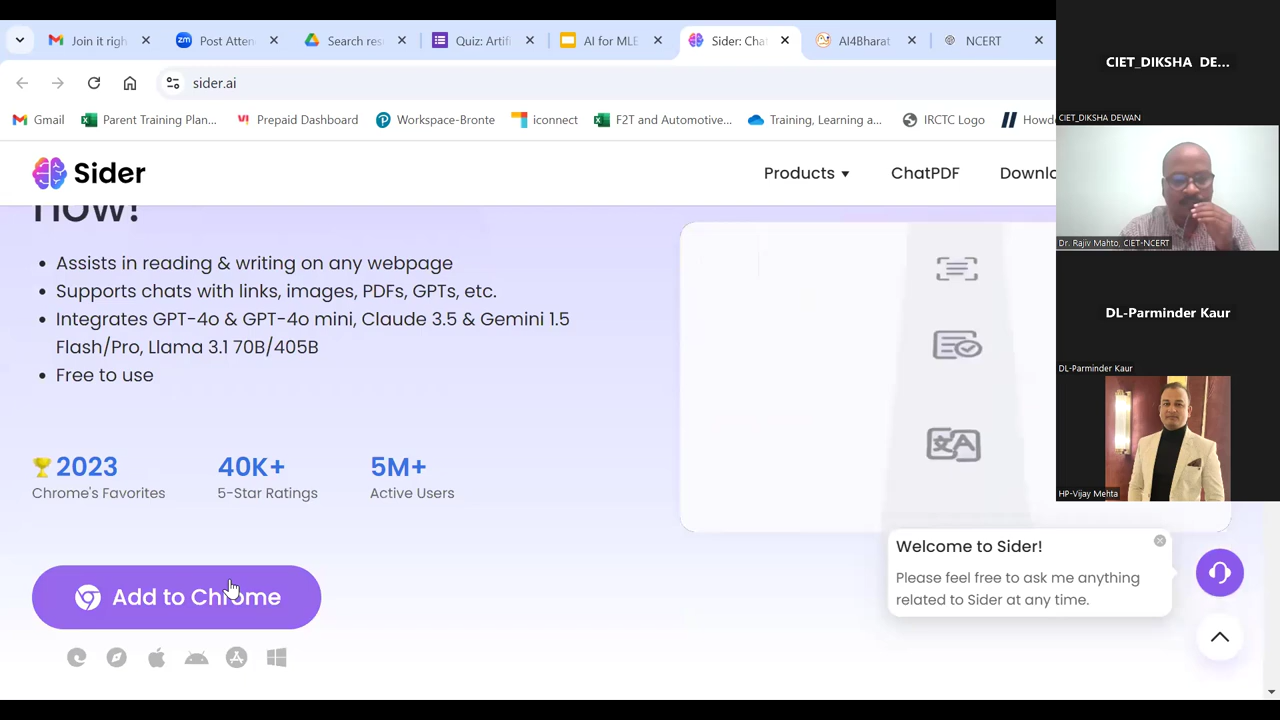 Join it righ
Post Atten
Search res
Quiz: Artifi
AI for MLE
Sider: Chat
AI4Bharat
NCERT
sider.ai
Gmail
Parent Training Plan...
Prepaid Dashboard
Workspace-Bronte
iconnect
F2T and Automotive...
Training, Learning a...
IRCTC Logo
Howde
Sider
Products
ChatPDF
Downlo
now!
• Assists in reading & writing on any webpage
• Supports chats with links, images, PDFs, GPTs, etc.
• Integrates GPT-4o & GPT-4o mini, Claude 3.5 & Gemini 1.5
Flash/Pro, Llama 3.1 70B/405B
• Free to use
2023
Chrome's Favorites
40K+
5-Star Ratings
5M+
Active Users
Add to Chrome
Welcome to Sider!
Please feel free to ask me anything
related to Sider at any time.
CIET_DIKSHA DE...
CIET_DIKSHA DEWAN
Dr. Rajiv Mahto, CIET-NCERT
DL-Parminder Kaur
DL-Parminder Kaur
HP-Vijay Mehta